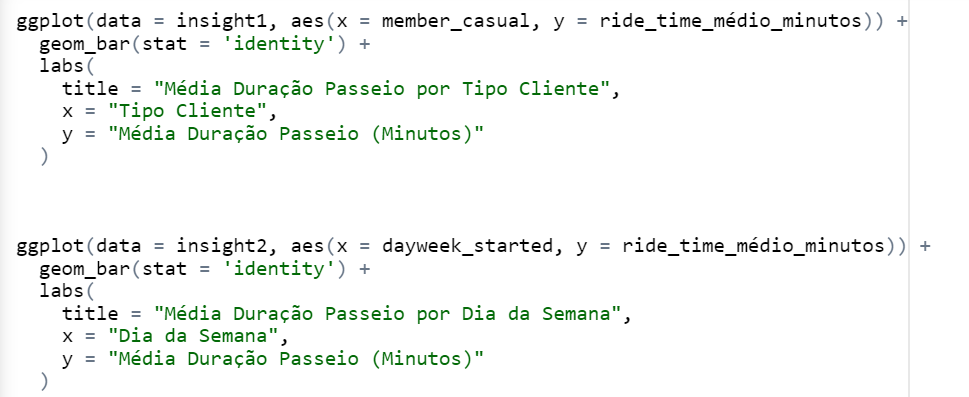 ggplot(data = insight1, aes(x = member_casual, y = ride_time_médio_minutos)) +
  geom_bar(stat = 'identity') +
  labs(
    title = "Média Duração Passeio por Tipo Cliente",
    x = "Tipo Cliente",
    y = "Média Duração Passeio (Minutos)"
  )
ggplot(data = insight2, aes(x = dayweek_started, y = ride_time_médio_minutos)) +
  geom_bar(stat = 'identity') +
  labs(
    title = "Média Duração Passeio por Dia da Semana",
    x = "Dia da Semana",
    y = "Média Duração Passeio (Minutos)"
  )